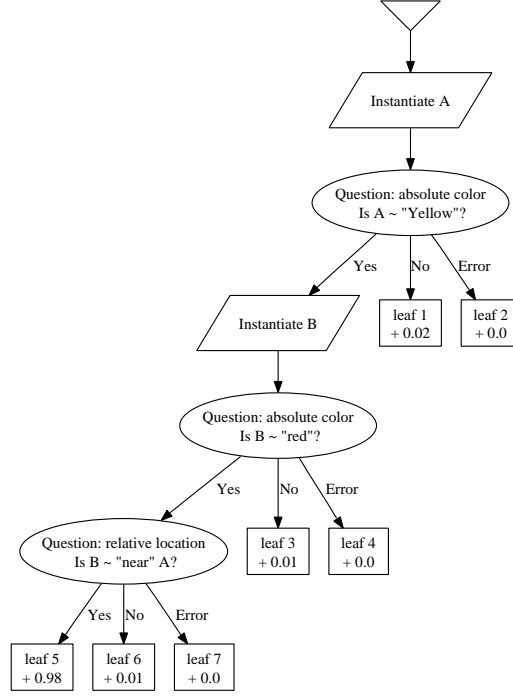 Instantiate A
Question: absolute color
Is A ~ "Yellow"?
Yes
No
Error
Instantiate B
leaf 1
+ 0.02
leaf 2
+ 0.0
Question: absolute color
Is B ~ "red"?
Yes
No
Error
Question: relative location
Is B ~ "near" A?
leaf 3
+ 0.01
leaf 4
+ 0.0
Yes
No
Error
leaf 5
+ 0.98
leaf 6
+ 0.01
leaf 7
+ 0.0